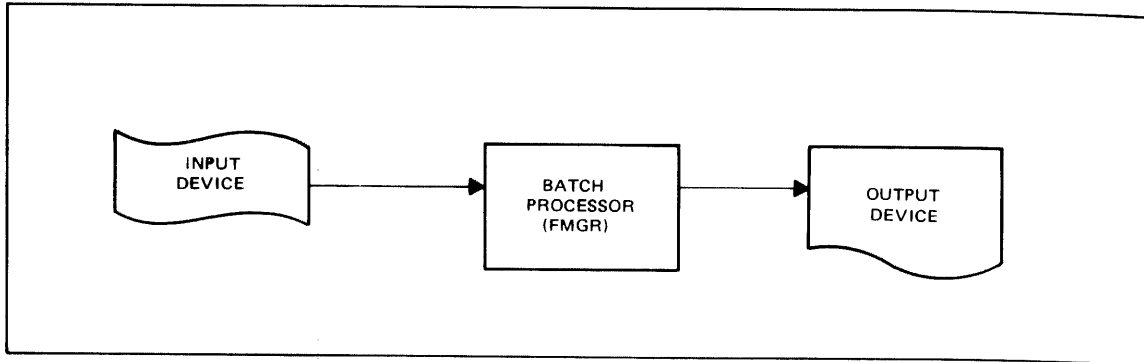 INPUT
DEVICE
BATCH
PROCESSOR
(FMGR)
OUTPUT
DEVICE